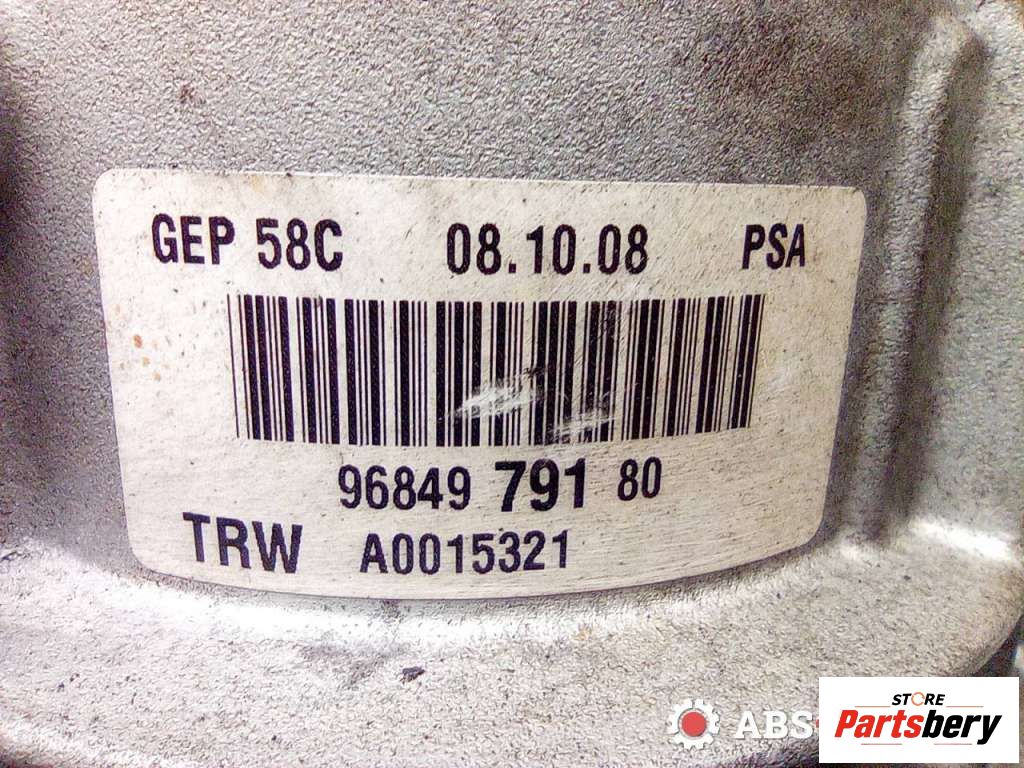 GEP 58C 08.10.08 PSA
96849 791 80
TRW A0015321
ABS
STORE
Partsbery